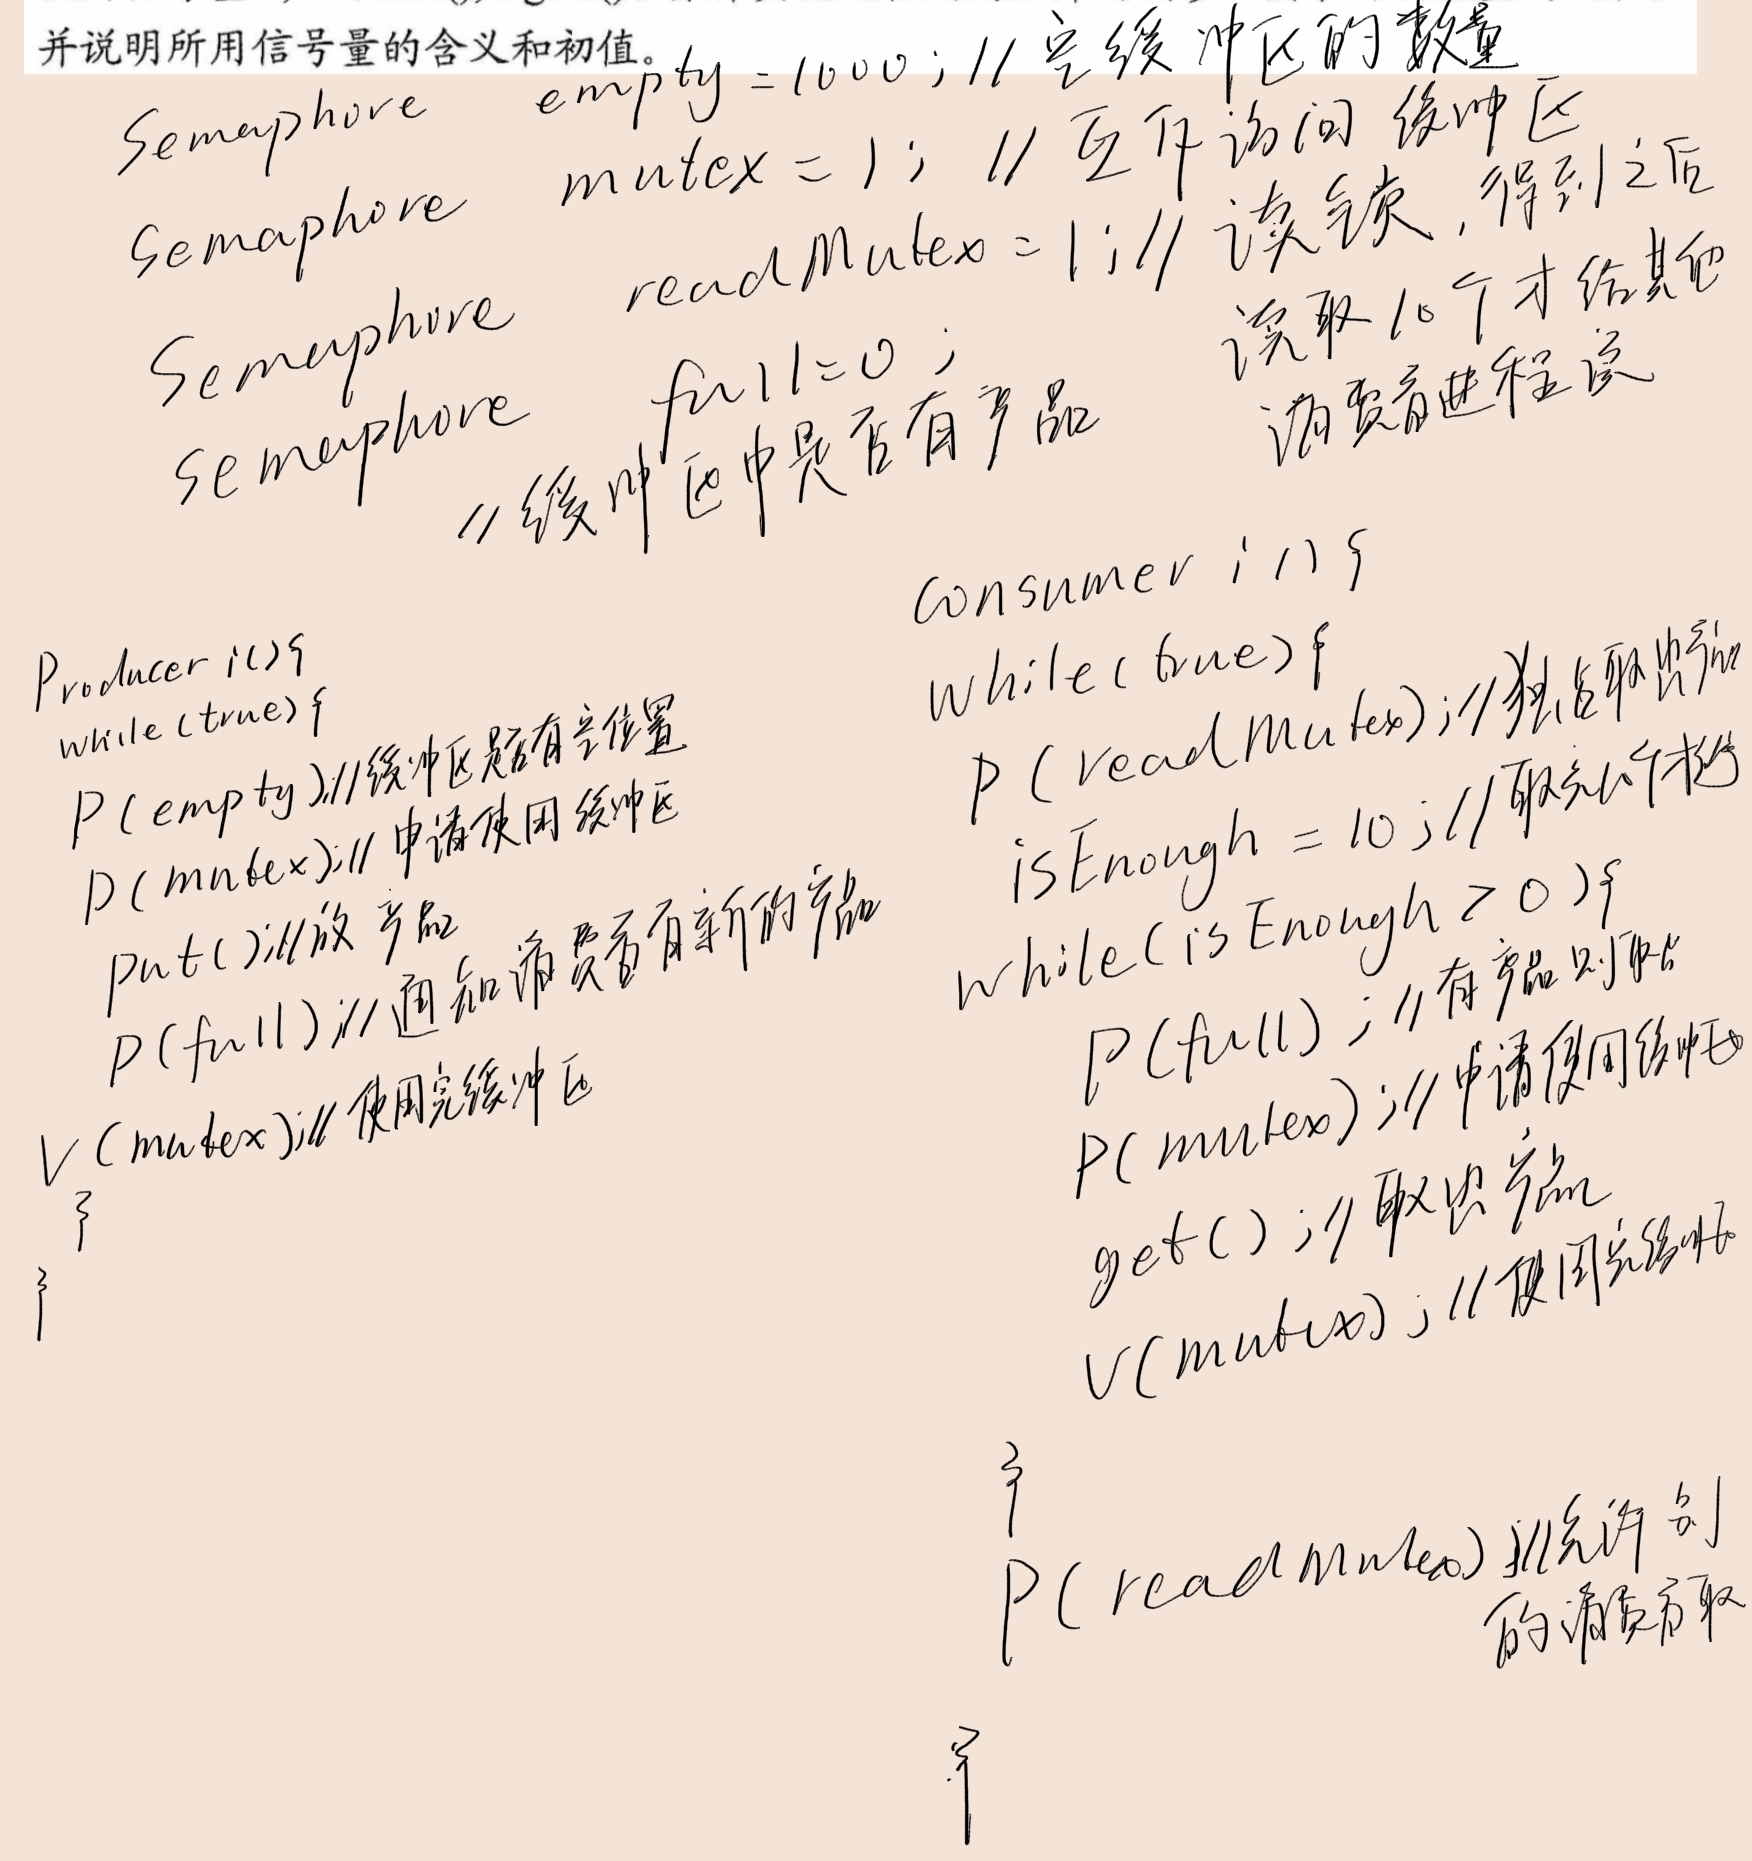 并说明所用信号量的含义和初值。
Semaphore empty = 1000; // 空缓冲区的数量
Semaphore mutex = 1; // 互斥访问缓冲区
Semaphore readMutex = 1; // 读锁,得到之后
读取10个才给其他
消费者进程读
Semaphore full = 0;
// 缓冲区中是否有产品
Producer i(){
while(true){
P(empty);// 缓冲区是否有空位置
P(mutex);// 申请使用缓冲区
put();// 放产品
P(full);// 通知消费者有新的产品
V(mutex);// 使用完缓冲区
}
}
Consumer i(){
while(true){
P(readMutex);// 独占取出产品
isEnough = 10;// 取完10个才
while(isEnough > 0){
P(full);// 有产品则取
P(mutex);// 申请使用缓冲区
get();// 取出产品
V(mutex);// 使用完缓冲区
}
P(readMutex);// 允许别
的消费者取
}